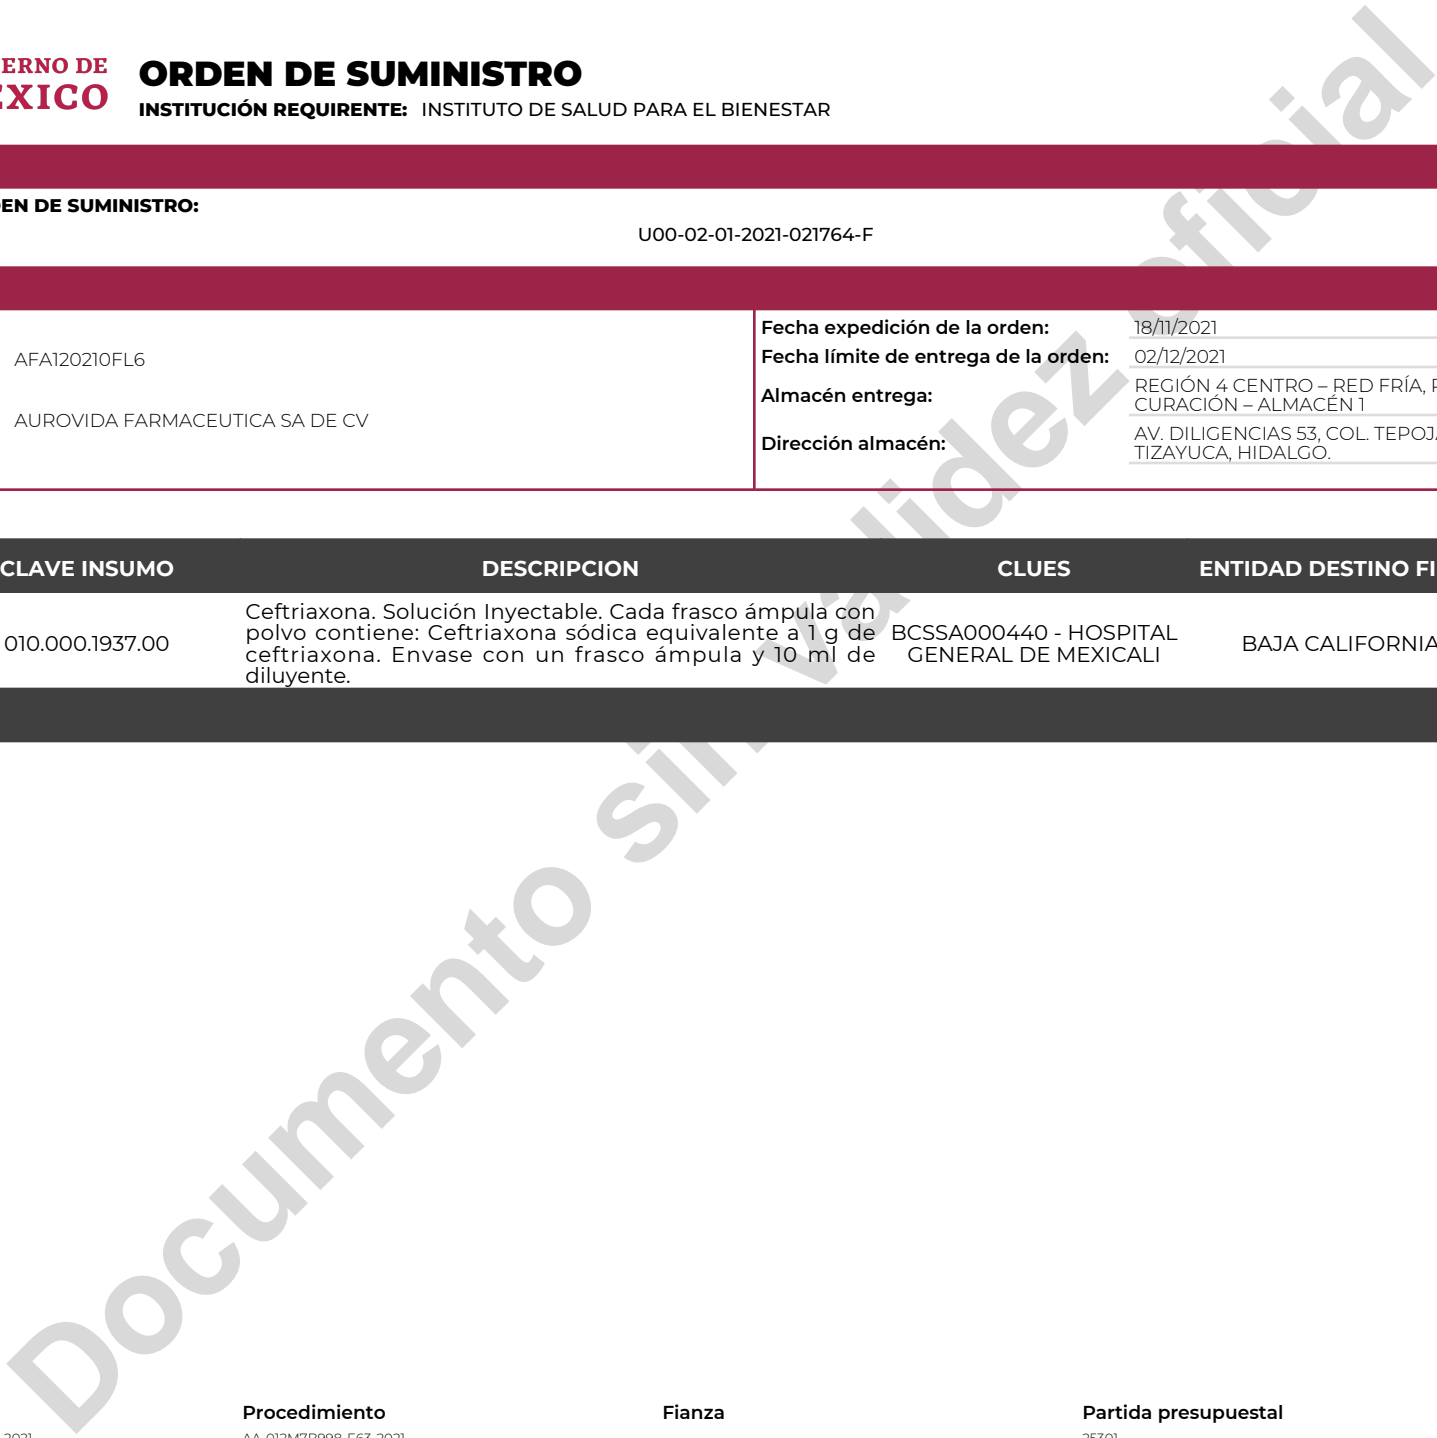 ERNO DE
ORDEN DE SUMINISTRO
INSTITUCIÓN REQUIRENTE: INSTITUTO DE SALUD PARA EL BIENESTAR
EN DE SUMINISTRO:
U00-02-01-2021-021764-F
AFA120210FL6
AUROVIDA FARMACEUTICA SA DE CV
Fecha expedición de la orden: 18/11/2021
Fecha límite de entrega de la orden: 02/12/2021
Almacén entrega: REGIÓN 4 CENTRO – RED FRÍA,
CURACIÓN – ALMACÉN 1
Dirección almacén: AV. DILIGENCIAS 53, COL.
TIZAYUCA, HIDALGO.
CLAVE INSUMO DESCRIPCION CLUES ENTIDAD DESTINO
010.000.1937.00
Ceftriaxona. Solución Inyectable. Cada frasco ámpula con
polvo contiene: Ceftriaxona sódica equivalente a 1 g de
ceftriaxona. Envase con un frasco ámpula y 10 ml de
diluyente.
BCSSA000440 - HOSPITAL
GENERAL DE MEXICALI
BAJA CALIFORNIA
Documento sin validez oficial
Procedimiento Fianza Partida presupuestal